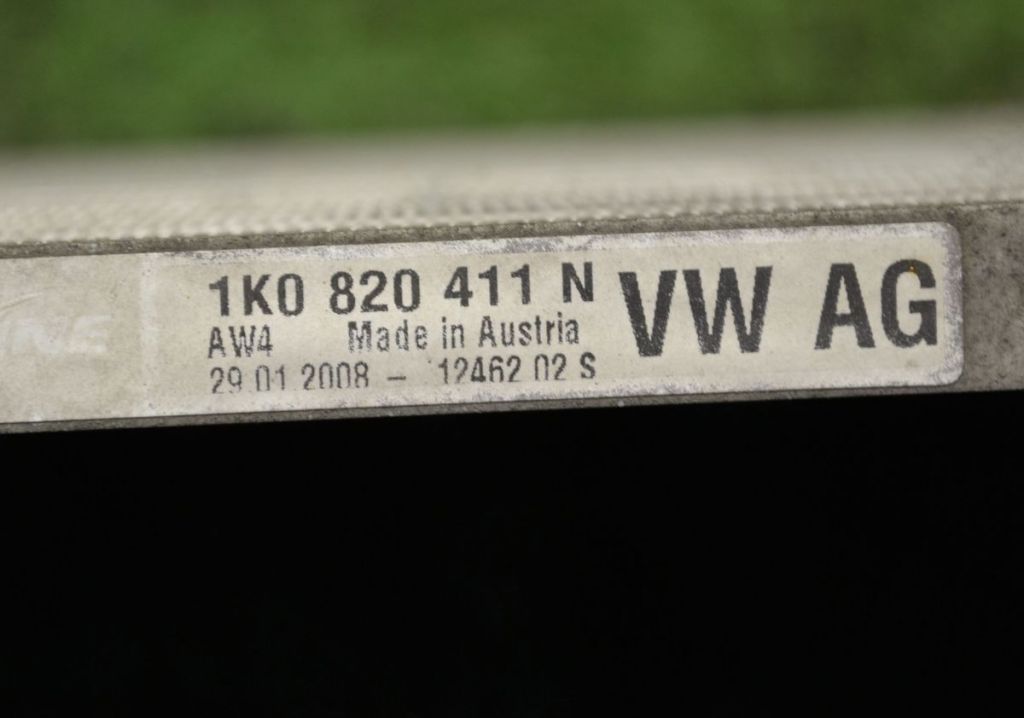 1K0 820 411 N VW AG
AW4 Made in Austria
29.01.2008 – 12462 02 S